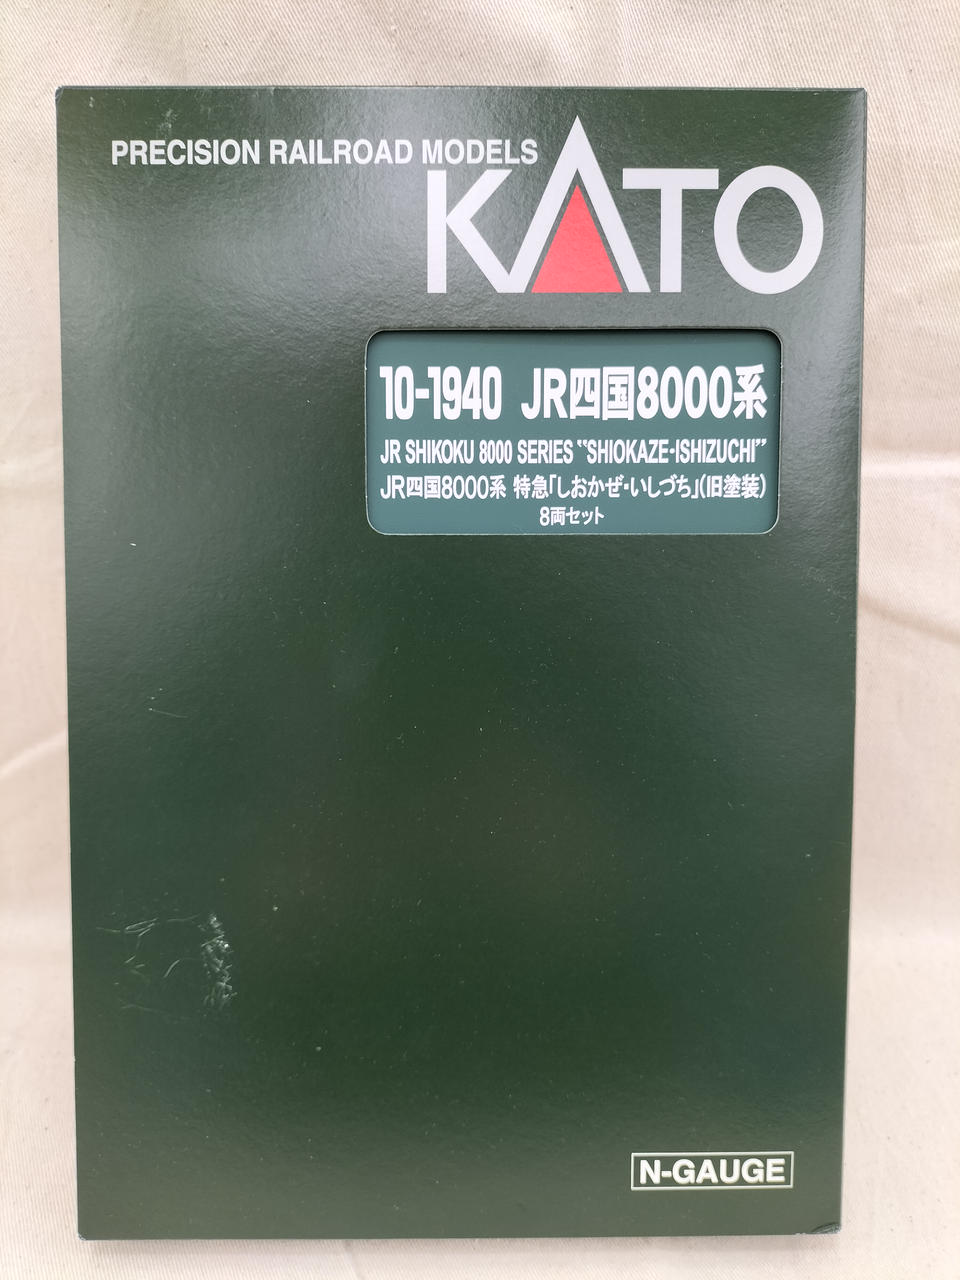 PRECISION RAILROAD MODELS
KATO
10-1940 JR四国8000系
JR SHIKOKU 8000 SERIES "SHIOKAZE-ISHIZUCHI"
JR四国8000系 特急「しおかぜ・いしづち」(旧塗装)
8両セット
N-GAUGE